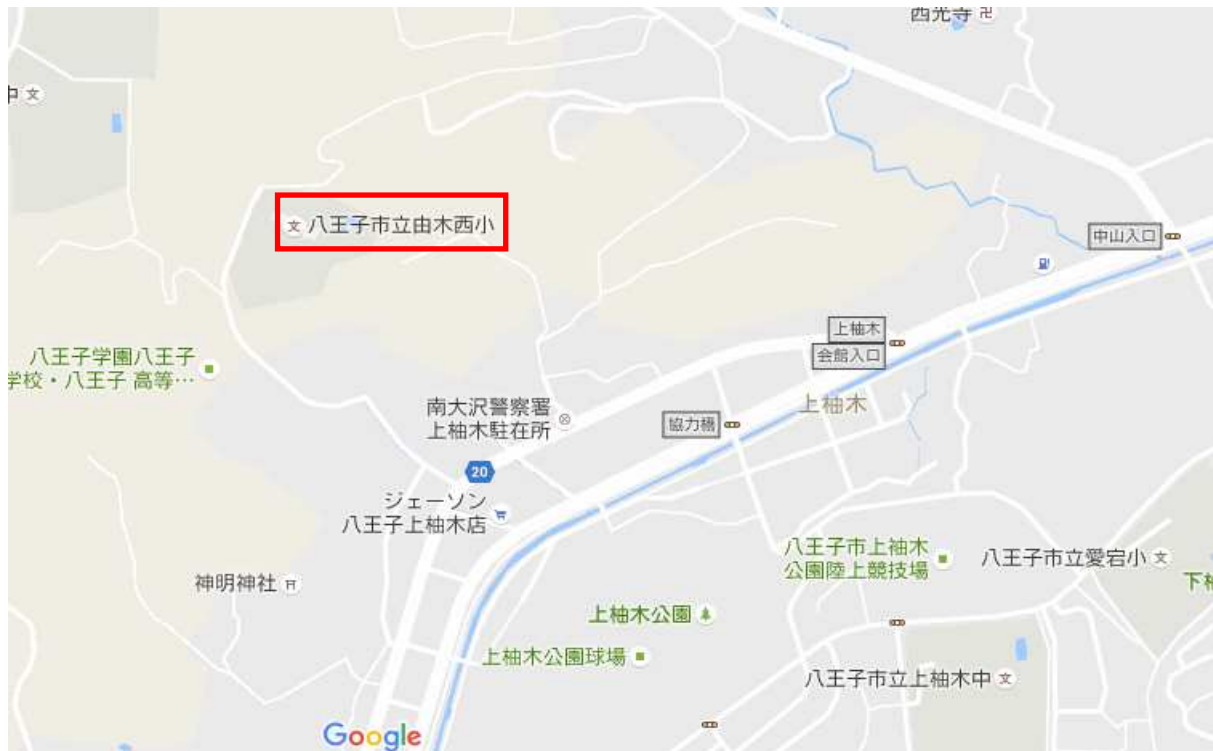 西光寺
中
八王子市立由木西小
中山入口
上柚木
会館入口
八王子学園八王子
学校・八王子 高等…
上柚木
南大沢警察署
上柚木駐在所
協力橋
20
ジェーソン
八王子上柚木店
八王子市上柚木
公園陸上競技場
八王子市立愛宕小
下柚
神明神社
上柚木公園
上柚木公園球場
八王子市立上柚木中
Google